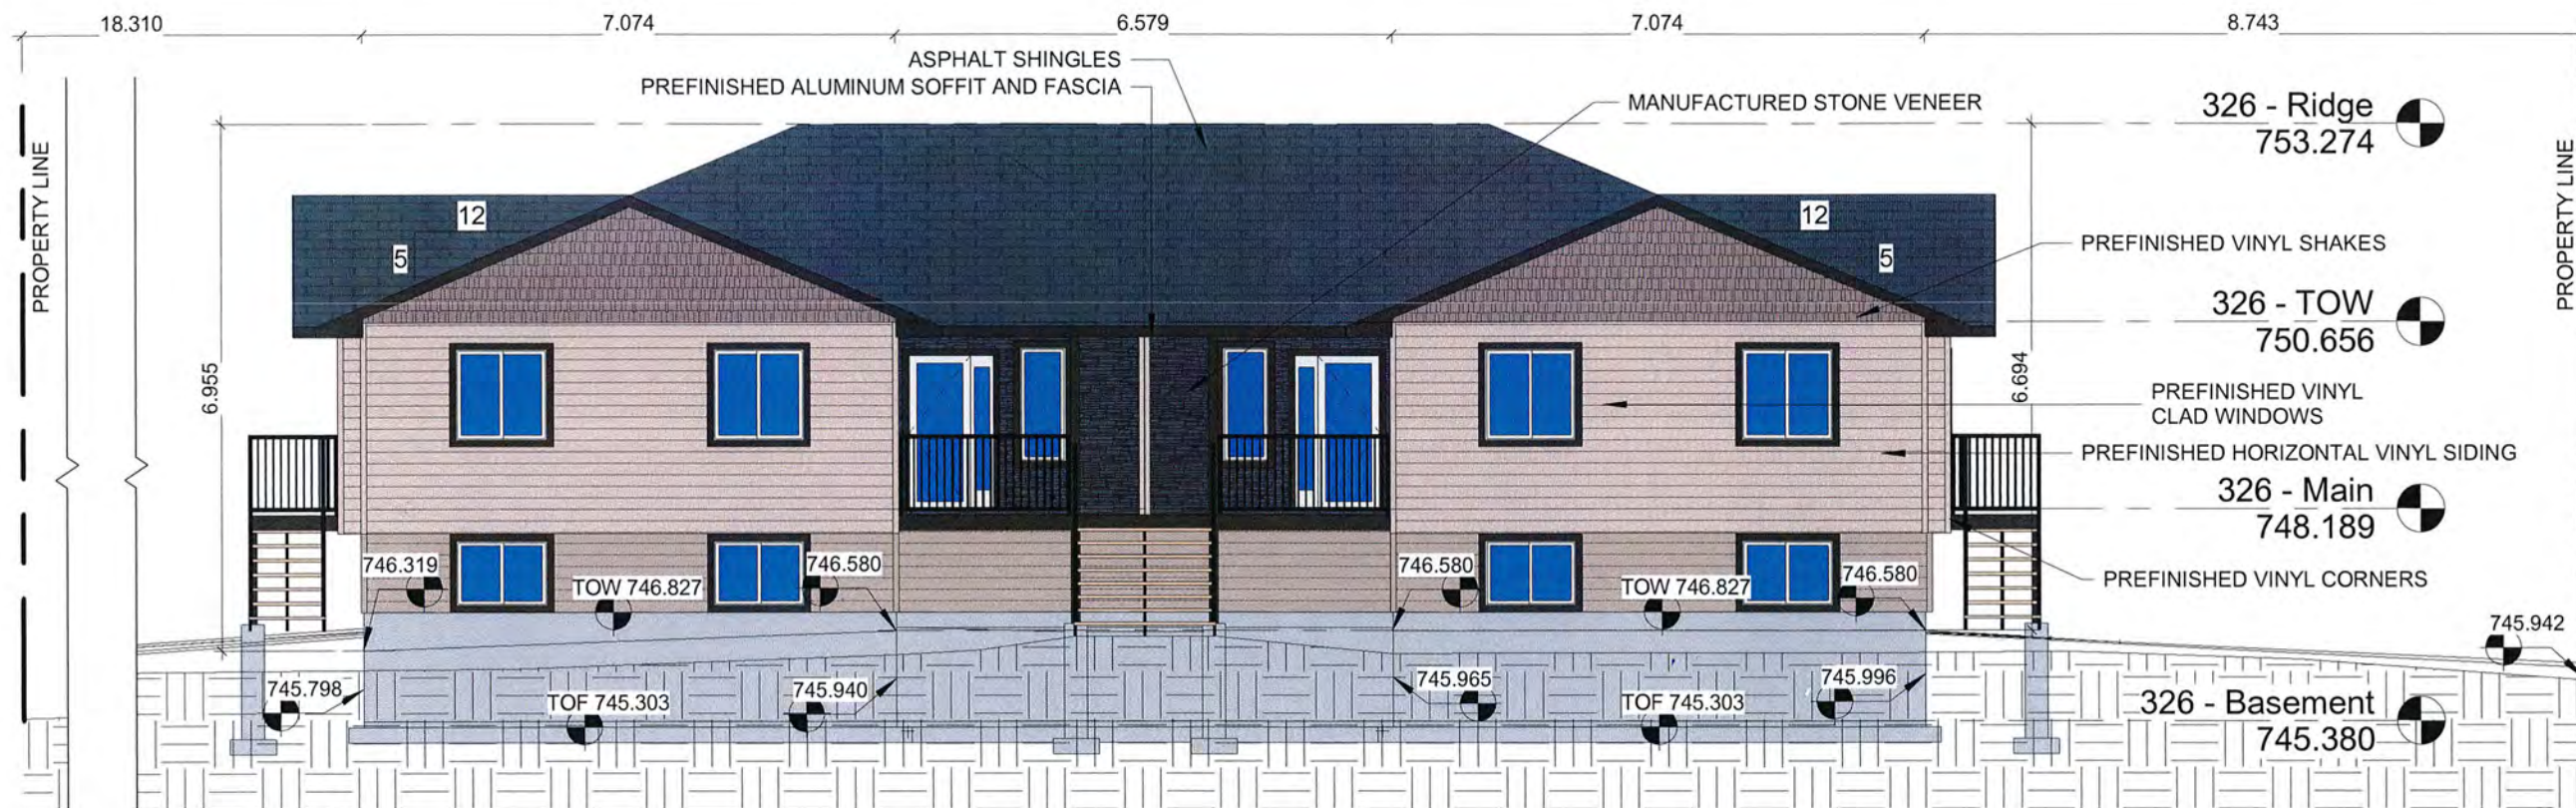 18.310
7.074
6.579
7.074
8.743
ASPHALT SHINGLES
PREFINISHED ALUMINUM SOFFIT AND FASCIA
MANUFACTURED STONE VENEER
326 - Ridge
753.274
PROPERTY LINE
PROPERTY LINE
12
5
12
5
PREFINISHED VINYL SHAKES
326 - TOW
750.656
6.955
6.694
PREFINISHED VINYL
CLAD WINDOWS
PREFINISHED HORIZONTAL VINYL SIDING
326 - Main
748.189
PREFINISHED VINYL CORNERS
746.319
TOW 746.827
746.580
746.580
TOW 746.827
746.580
745.942
745.798
TOF 745.303
745.940
745.965
TOF 745.303
745.996
326 - Basement
745.380